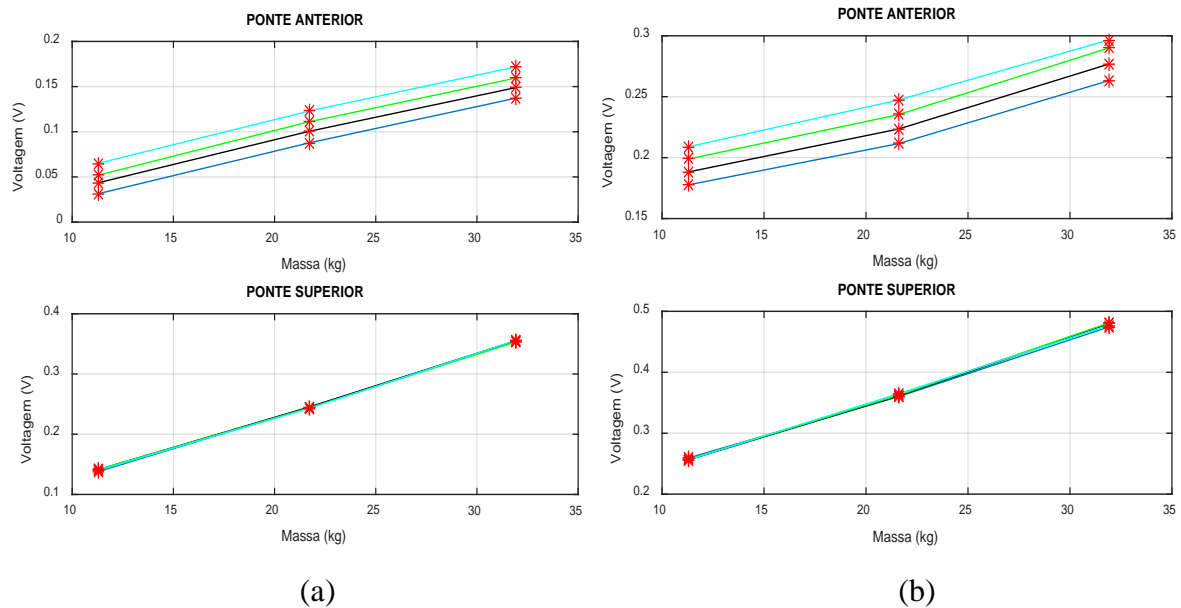 PONTE ANTERIOR
0.2
0.15
0.1
0.05
0
Voltagem (V)
10 15 20 25 30 35
Massa (kg)
PONTE SUPERIOR
0.4
0.3
0.2
0.1
Voltagem (V)
10 15 20 25 30 35
Massa (kg)
(a)
PONTE ANTERIOR
0.3
0.25
0.2
0.15
Voltagem (V)
10 15 20 25 30 35
Massa (kg)
PONTE SUPERIOR
0.5
0.4
0.3
0.2
Voltagem (V)
10 15 20 25 30 35
Massa (kg)
(b)